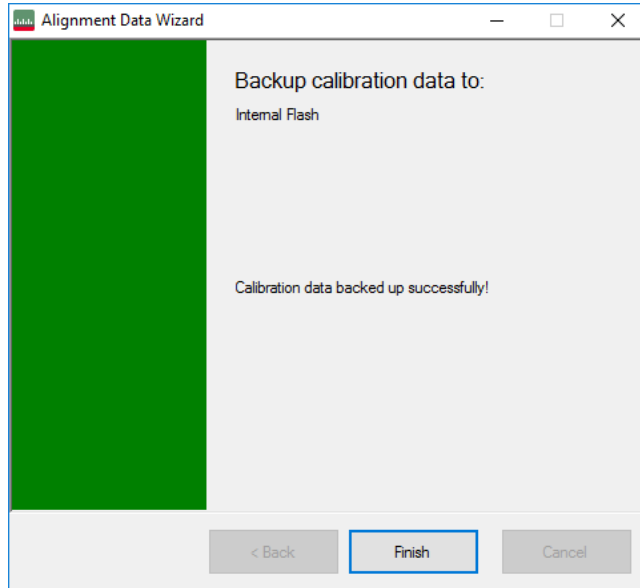 Alignment Data Wizard
Backup calibration data to:
Internal Flash
Calibration data backed up successfully!
< Back
Finish
Cancel